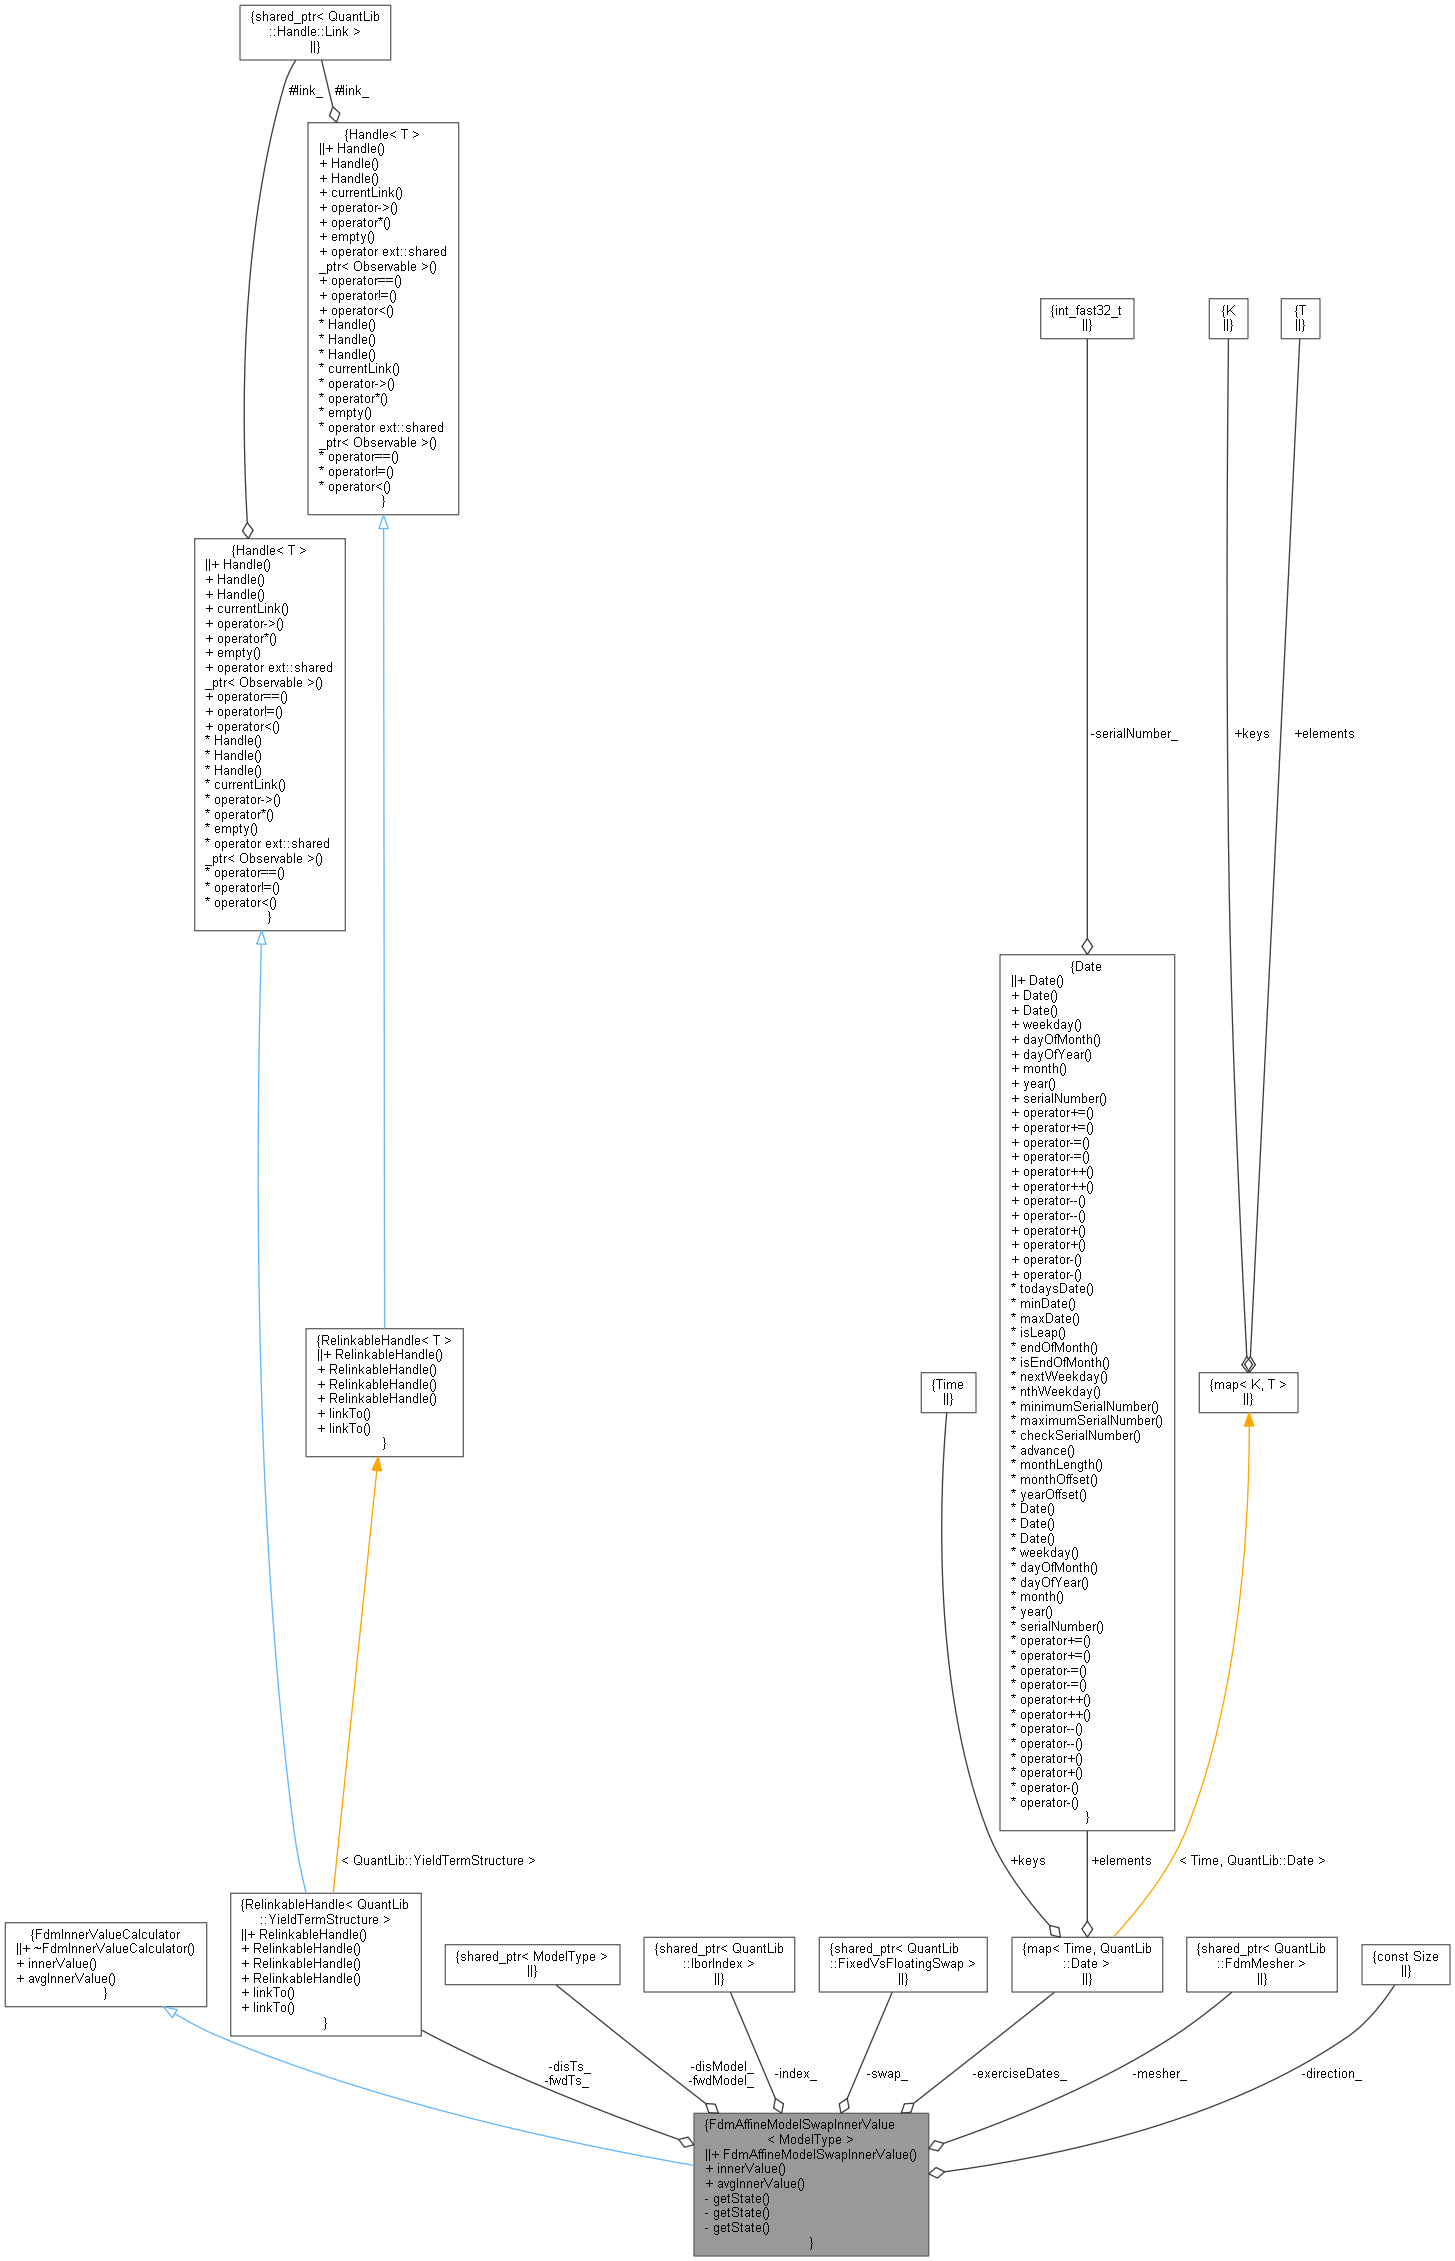 {shared_ptr< QuantLib
::Handle::Link >
||}
#link_
#link_
{Handle< T >
||+ Handle()
+ Handle()
+ Handle()
+ currentLink()
+ operator->()
+ operator*()
+ empty()
+ operator ext::shared
_ptr< Observable >()
+ operator==()
+ operator!=()
+ operator<()
* Handle()
* Handle()
* Handle()
* currentLink()
* operator->()
* operator*()
* empty()
* operator ext::shared
_ptr< Observable >()
* operator==()
* operator!=()
* operator<()
}
{int_fast32_t
||}
{K
||}
{T
||}
{Handle< T >
||+ Handle()
+ Handle()
+ Handle()
+ currentLink()
+ operator->()
+ operator*()
+ empty()
+ operator ext::shared
_ptr< Observable >()
+ operator==()
+ operator!=()
+ operator<()
* Handle()
* Handle()
* Handle()
* currentLink()
* operator->()
* operator*()
* empty()
* operator ext::shared
_ptr< Observable >()
* operator==()
* operator!=()
* operator<()
}
-serialNumber_
+keys
+elements
{Date
||+ Date()
+ Date()
+ Date()
+ weekday()
+ dayOfMonth()
+ dayOfYear()
+ month()
+ year()
+ serialNumber()
+ operator+=()
+ operator+=()
+ operator-=()
+ operator-=()
+ operator++()
+ operator++()
+ operator--()
+ operator--()
+ operator+()
+ operator+()
+ operator-()
+ operator-()
* todaysDate()
* minDate()
* maxDate()
* isLeap()
* endOfMonth()
* isEndOfMonth()
* nextWeekday()
* nthWeekday()
* minimumSerialNumber()
* maximumSerialNumber()
* checkSerialNumber()
* advance()
* monthLength()
* monthOffset()
* yearOffset()
* Date()
* Date()
* Date()
* weekday()
* dayOfMonth()
* dayOfYear()
* month()
* year()
* serialNumber()
* operator+=()
* operator+=()
* operator-=()
* operator-=()
* operator++()
* operator++()
* operator--()
* operator--()
* operator+()
* operator+()
* operator-()
* operator-()
}
{RelinkableHandle< T >
||+ RelinkableHandle()
+ RelinkableHandle()
+ RelinkableHandle()
+ RelinkableHandle()
+ linkTo()
+ linkTo()
}
{Time
||}
{map< K, T >
||}
< QuantLib::YieldTermStructure >
+keys
+elements
< Time, QuantLib::Date >
{FdmInnerValueCalculator
||+ ~FdmInnerValueCalculator()
+ innerValue()
+ avgInnerValue()
}
{RelinkableHandle< QuantLib
::YieldTermStructure >
||+ RelinkableHandle()
+ RelinkableHandle()
+ RelinkableHandle()
+ RelinkableHandle()
+ linkTo()
+ linkTo()
}
{shared_ptr< ModelType >
||}
{shared_ptr< QuantLib
::IborIndex >
||}
{shared_ptr< QuantLib
::FixedVsFloatingSwap >
||}
{map< Time, QuantLib
::Date >
||}
{shared_ptr< QuantLib
::FdmMesher >
||}
{const Size
||}
-disTs_
-fwdTs_
-disModel_
-fwdModel_
-index_
-swap_
-exerciseDates_
-mesher_
-direction_
{FdmAffineModelSwapInnerValue
< ModelType >
||+ FdmAffineModelSwapInnerValue()
+ innerValue()
+ avgInnerValue()
- getState()
- getState()
- getState()
}